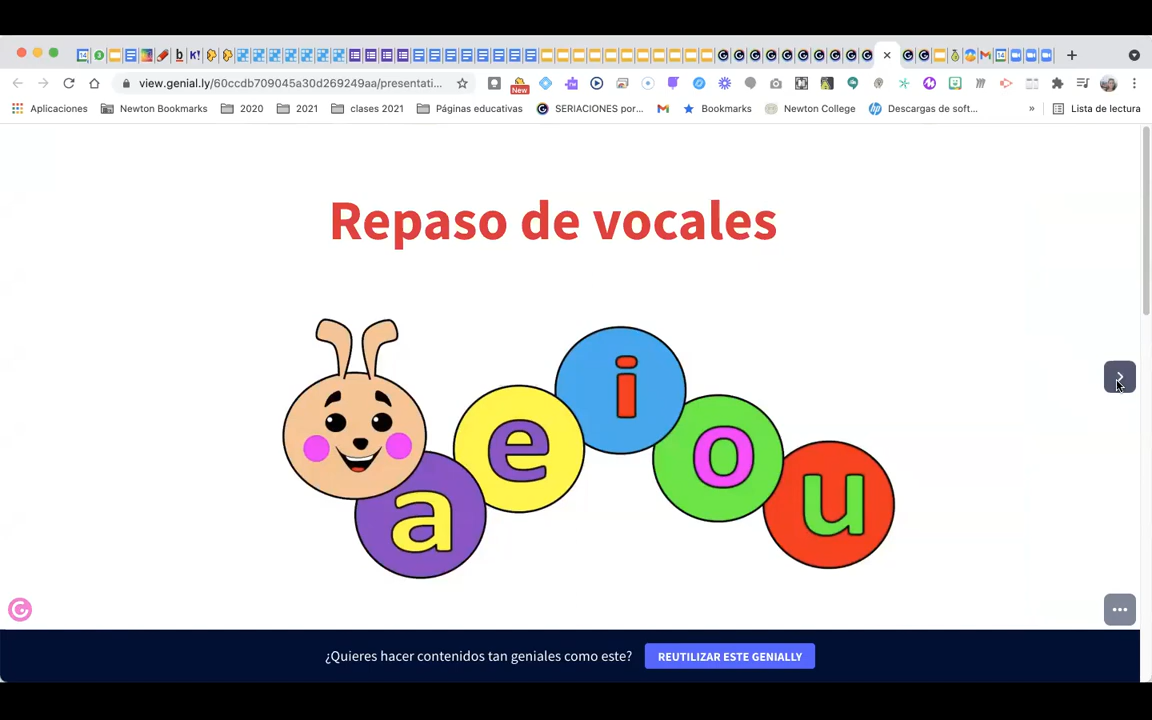 view.genial.ly/60ccdb709045a30d269249aa/presentati...
New
Aplicaciones
Newton Bookmarks
2020
2021
clases 2021
Páginas educativas
SERIACIONES por...
Bookmarks
Newton College
Descargas de soft...
»
Lista de lectura
Repaso de vocales
a e i o u
¿Quieres hacer contenidos tan geniales como este?
REUTILIZAR ESTE GENIALLY